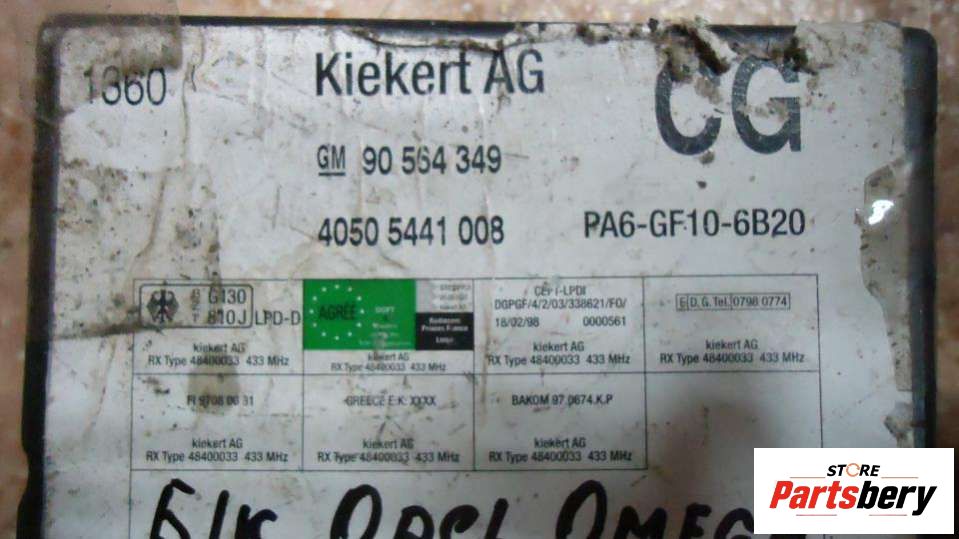 1360
Kiekert AG
CG
GM 90 564 349
4050 5441 008
PA6-GF10-6B20
G130
810J LPD-D
kiekert AG
RX Type 48400033 433 MHz
AGRÉE
kiekert AG
RX Type 48400033 433 MHz
CEPT-LPDI
DGPGF/4/2/03/338621/FO/
18/02/98 0000561
kiekert AG
RX Type 48400033 433 MHz
E D. G. Tel. 0798 0774
kiekert AG
RX Type 48400033 433 MHz
FI 9708 0031
kiekert AG
RX Type 48400033 433 MHz
GREECE E.K. XXXX
kiekert AG
RX Type 48400033 433 MHz
BAKOM 97.0674.K.P
kiekert AG
RX Type 48400033 433 MHz
Б/К Opel Omega
STORE
Partsbery